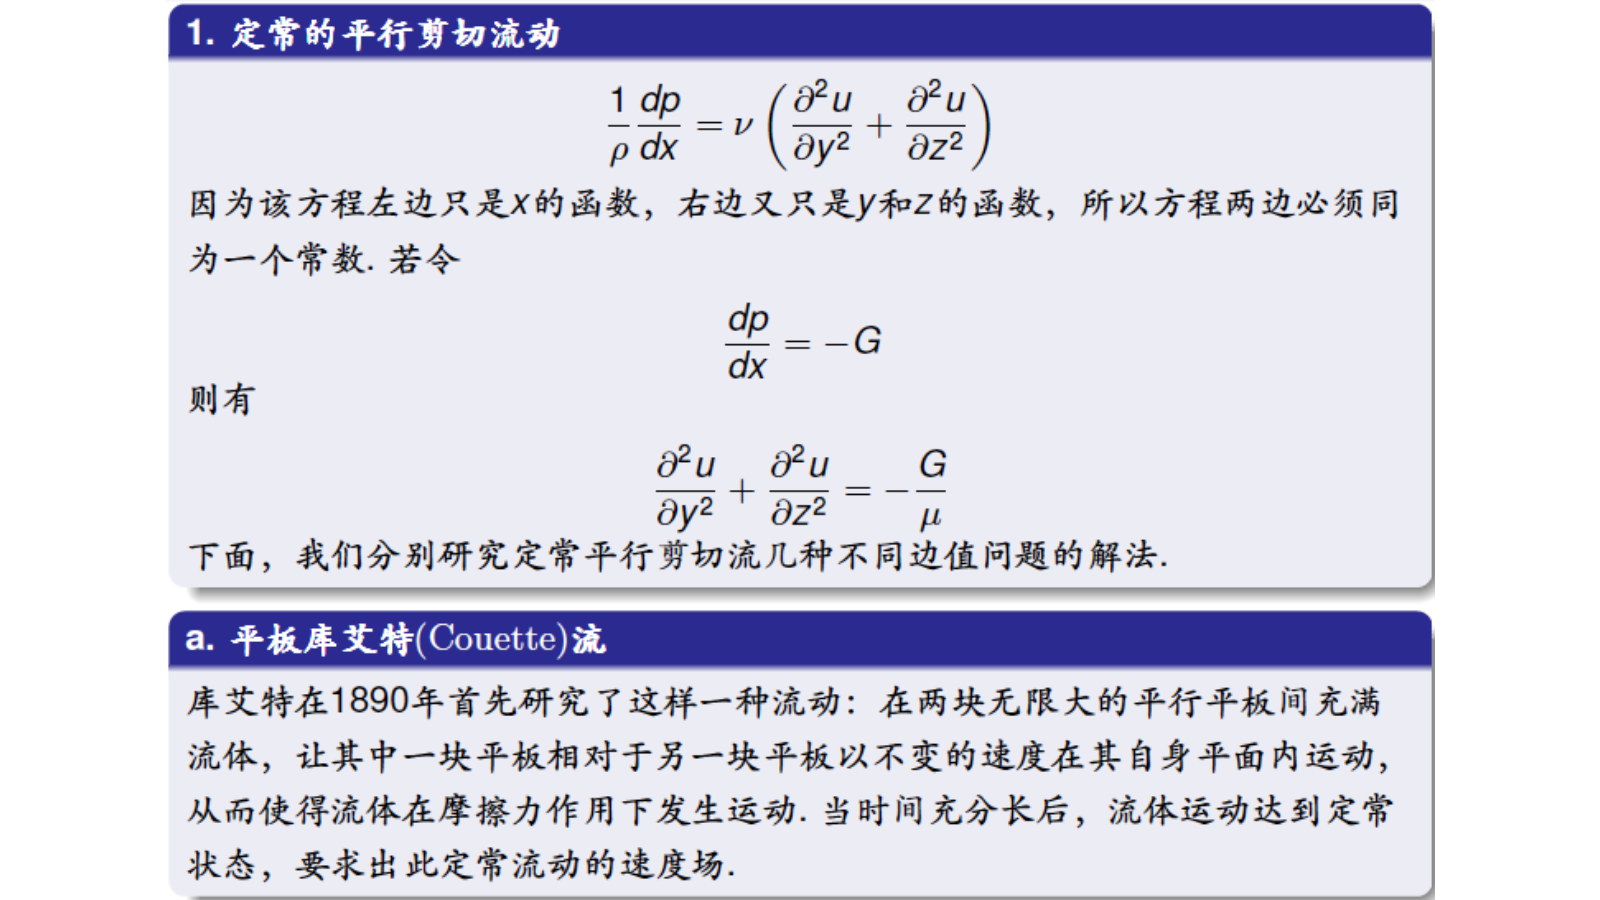 1. 定常的平行剪切流动
$\frac{1}{\rho}\frac{dp}{dx} = \nu\left(\frac{\partial^2 u}{\partial y^2} + \frac{\partial^2 u}{\partial z^2}\right)$
因为该方程左边只是x的函数，右边又只是y和z的函数，所以方程两边必须同
为一个常数. 若令
$\frac{dp}{dx} = -G$
则有
$\frac{\partial^2 u}{\partial y^2} + \frac{\partial^2 u}{\partial z^2} = -\frac{G}{\mu}$
下面，我们分别研究定常平行剪切流几种不同边值问题的解法.
a. 平板库艾特(Couette)流
库艾特在1890年首先研究了这样一种流动：在两块无限大的平行平板间充满
流体，让其中一块平板相对于另一块平板以不变的速度在其自身平面内运动，
从而使得流体在摩擦力作用下发生运动. 当时间充分长后，流体运动达到定常
状态，要求出此定常流动的速度场.